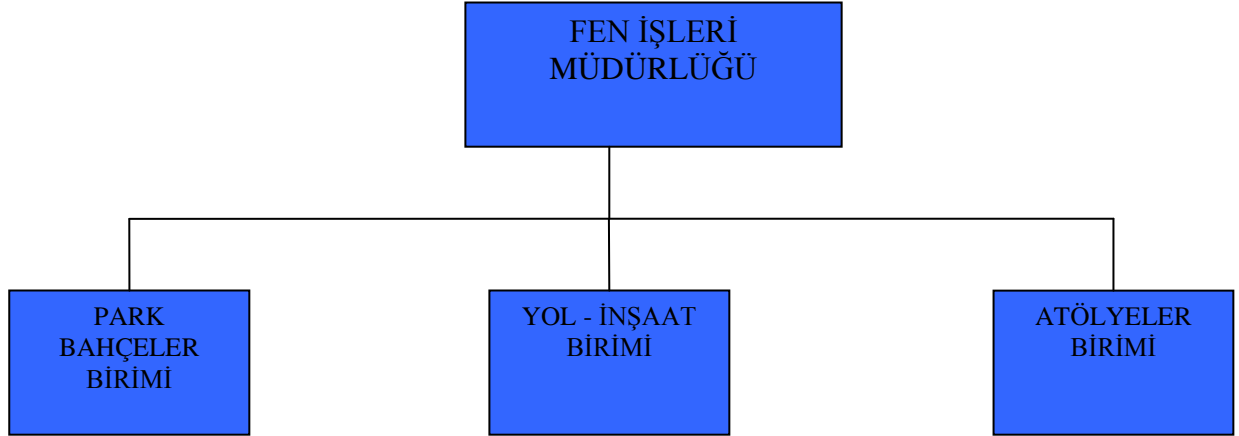 FEN İŞLERİ
MÜDÜRLÜĞÜ
PARK
BAHÇELER
BİRİMİ
YOL - İNŞAAT
BİRİMİ
ATÖLYELER
BİRİMİ